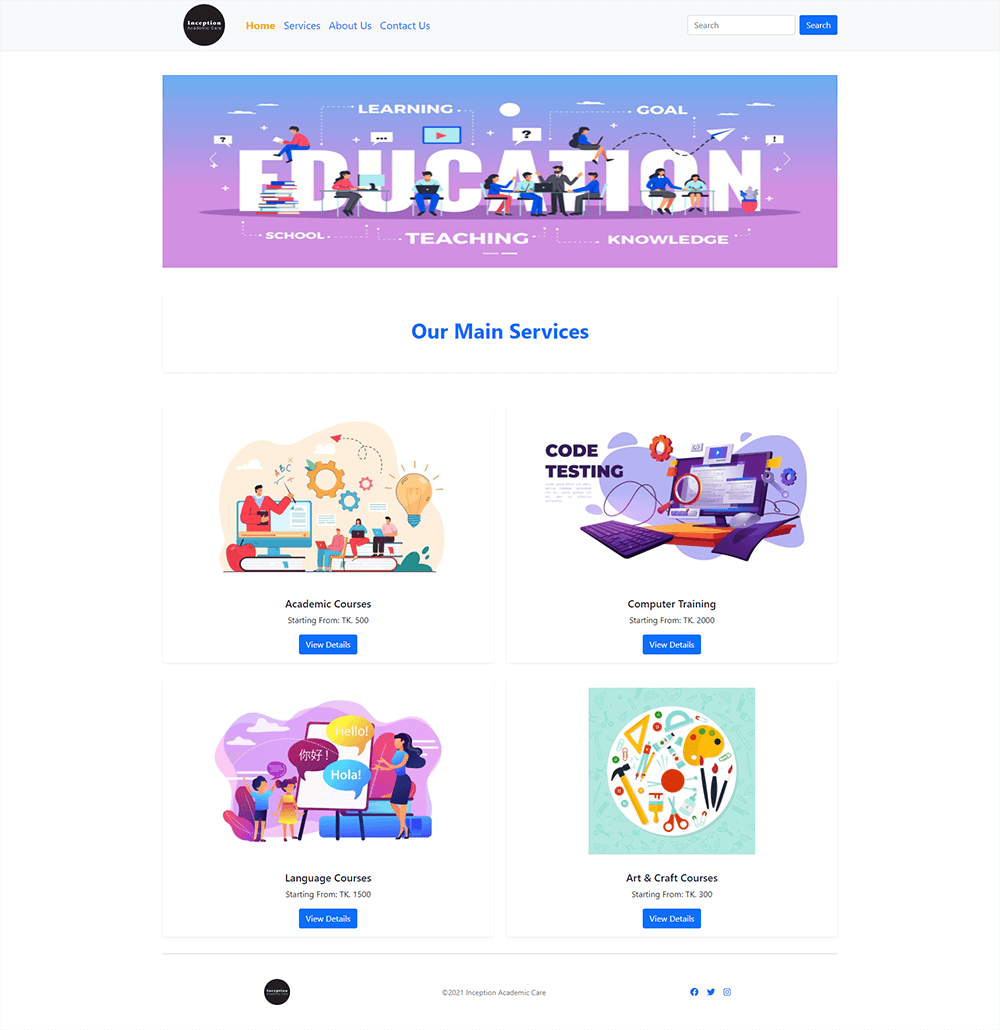 Inception
Academic Care
Home Services About Us Contact Us
Search
Search
LEARNING
GOAL
?
...
?
!
EDUCATION
SCHOOL
TEACHING
KNOWLEDGE
Our Main Services
ABC
CODE
TESTING
Academic Courses
Starting From: TK. 500
View Details
Computer Training
Starting From: TK. 2000
View Details
Hello!
你好 !
Hola!
Language Courses
Starting From: TK. 1500
View Details
Art & Craft Courses
Starting From: TK. 300
View Details
Inception
©2021 Inception Academic Care